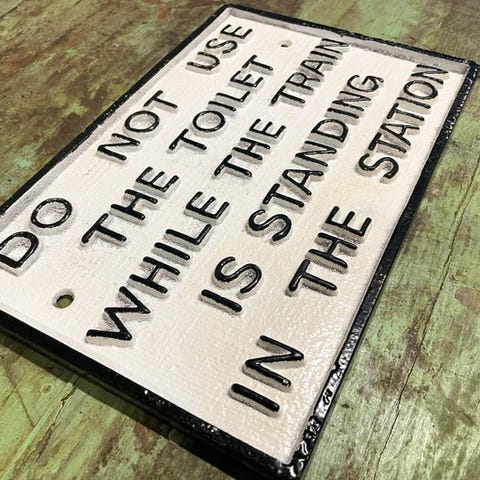 DO NOT USE
THE TOILET
WHILE THE TRAIN
IS STANDING
IN THE STATION